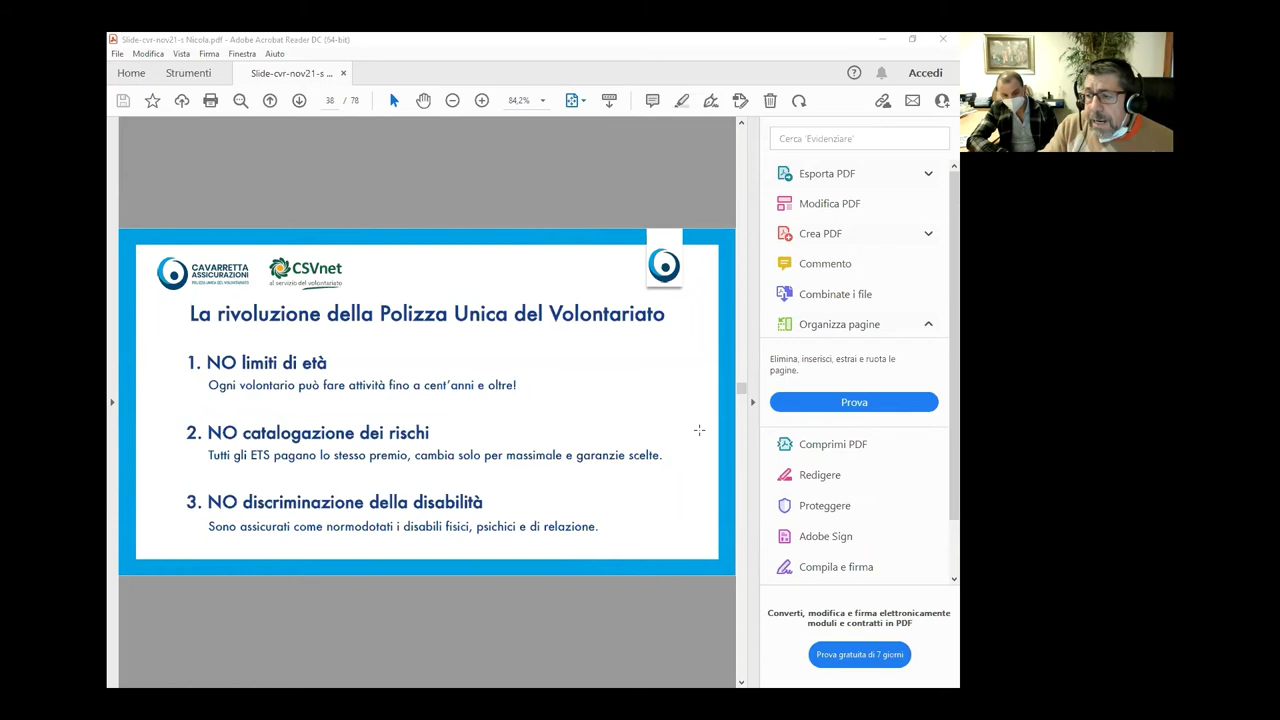 Slide-cvr-nov21-s Nicola.pdf - Adobe Acrobat Reader DC (64-bit)
File Modifica Vista Firma Finestra Aiuto
Home Strumenti Slide-cvr-nov21-s ... × Accedi
38 / 78 84,2%
Cerca 'Evidenziare'
Esporta PDF
Modifica PDF
Crea PDF
Commento
Combinate i file
Organizza pagine
Elimina, inserisci, estrai e ruota le
pagine.
Prova
Comprimi PDF
Redigere
Proteggere
Adobe Sign
Compila e firma
Converti, modifica e firma elettronicamente
moduli e contratti in PDF
Prova gratuita di 7 giorni
CAVARRETTA
ASSICURAZIONI
POLIZZA UNICA DEL VOLONTARIATO
CSVnet
al servizio del volontariato
La rivoluzione della Polizza Unica del Volontariato
1. NO limiti di età
Ogni volontario può fare attività fino a cent'anni e oltre!
2. NO catalogazione dei rischi
Tutti gli ETS pagano lo stesso premio, cambia solo per massimale e garanzie scelte.
3. NO discriminazione della disabilità
Sono assicurati come normodotati i disabili fisici, psichici e di relazione.